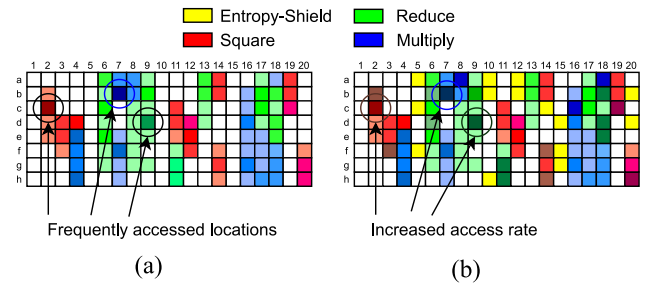 Entropy-Shield Reduce
Square Multiply
1 2 3 4 5 6 7 8 9 10 11 12 13 14 15 16 17 18 19 20
1 2 3 4 5 6 7 8 9 10 11 12 13 14 15 16 17 18 19 20
a
b
c
d
e
f
g
h
a
b
c
d
e
f
g
h
Frequently accessed locations
Increased access rate
(a)
(b)